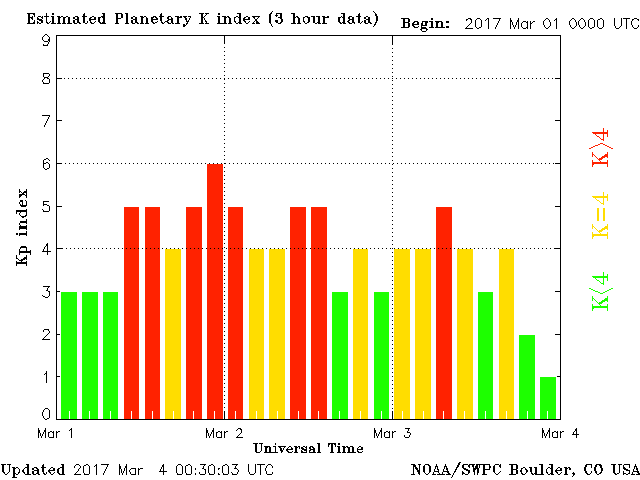 Estimated Planetary K index (3 hour data)
Begin: 2017 Mar 01 0000 UTC
9
8
7
6
5
4
3
2
1
0
Kp index
K>4
K=4
K<4
Mar 1
Mar 2
Mar 3
Mar 4
Universal Time
Updated 2017 Mar 4 00:30:03 UTC
NOAA/SWPC Boulder, CO USA